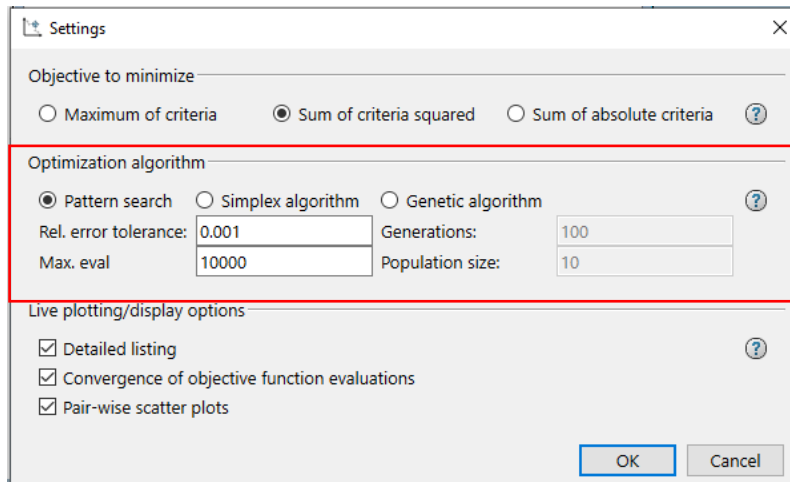 Settings
Objective to minimize
Maximum of criteria Sum of criteria squared Sum of absolute criteria ?
Optimization algorithm
Pattern search Simplex algorithm Genetic algorithm ?
Rel. error tolerance: 0.001 Generations: 100
Max. eval 10000 Population size: 10
Live plotting/display options
Detailed listing ?
Convergence of objective function evaluations
Pair-wise scatter plots
OK Cancel